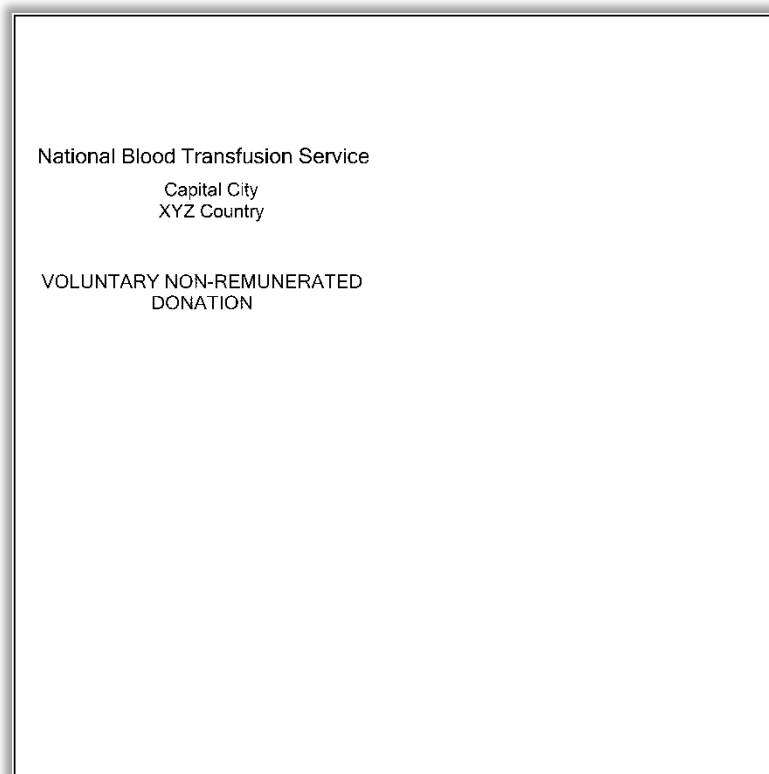 National Blood Transfusion Service
Capital City
XYZ Country
VOLUNTARY NON-REMUNERATED
DONATION